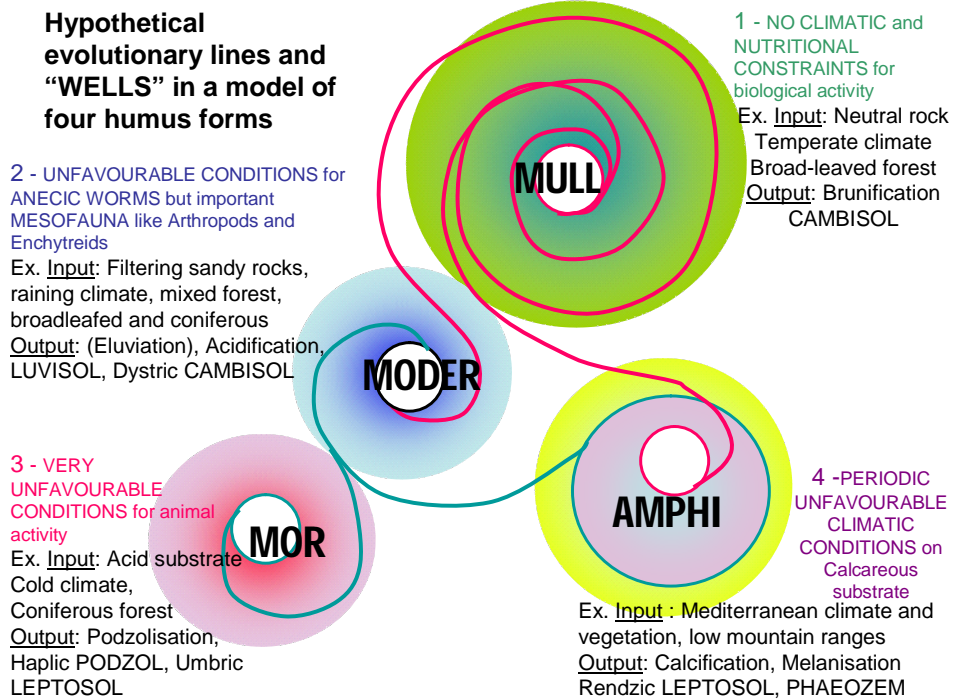 Hypothetical
evolutionary lines and
“WELLS” in a model of
four humus forms
1 - NO CLIMATIC and
NUTRITIONAL
CONSTRAINTS for
biological activity
Ex. Input: Neutral rock
Temperate climate
Broad-leaved forest
Output: Brunification
CAMBISOL
MULL
2 - UNFAVOURABLE CONDITIONS for
ANECIC WORMS but important
MESOFAUNA like Arthropods and
Enchytreids
Ex. Input: Filtering sandy rocks,
raining climate, mixed forest,
broadleafed and coniferous
Output: (Eluviation), Acidification,
LUVISOL, Dystric CAMBISOL
MODER
3 - VERY
UNFAVOURABLE
CONDITIONS for animal
activity
Ex. Input: Acid substrate
Cold climate,
Coniferous forest
Output: Podzolisation,
Haplic PODZOL, Umbric
LEPTOSOL
MOR
AMPHI
4 -PERIODIC
UNFAVOURABLE
CLIMATIC
CONDITIONS on
Calcareous
substrate
Ex. Input : Mediterranean climate and
vegetation, low mountain ranges
Output: Calcification, Melanisation
Rendzic LEPTOSOL, PHAEOZEM